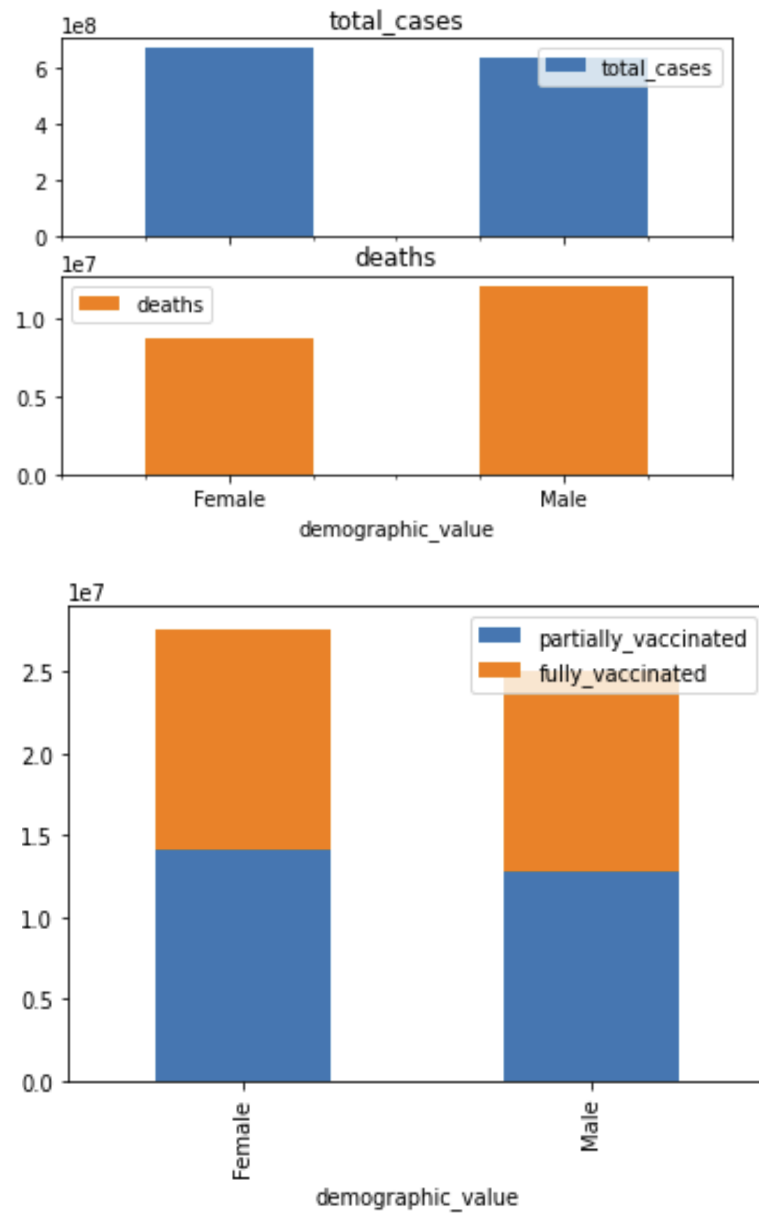 total_cases
1e8
6
4
2
0
total_cases
deaths
1e7
1.0
0.5
0.0
deaths
Female Male
demographic_value
1e7
2.5
2.0
1.5
1.0
0.5
0.0
partially_vaccinated
fully_vaccinated
Female
Male
demographic_value